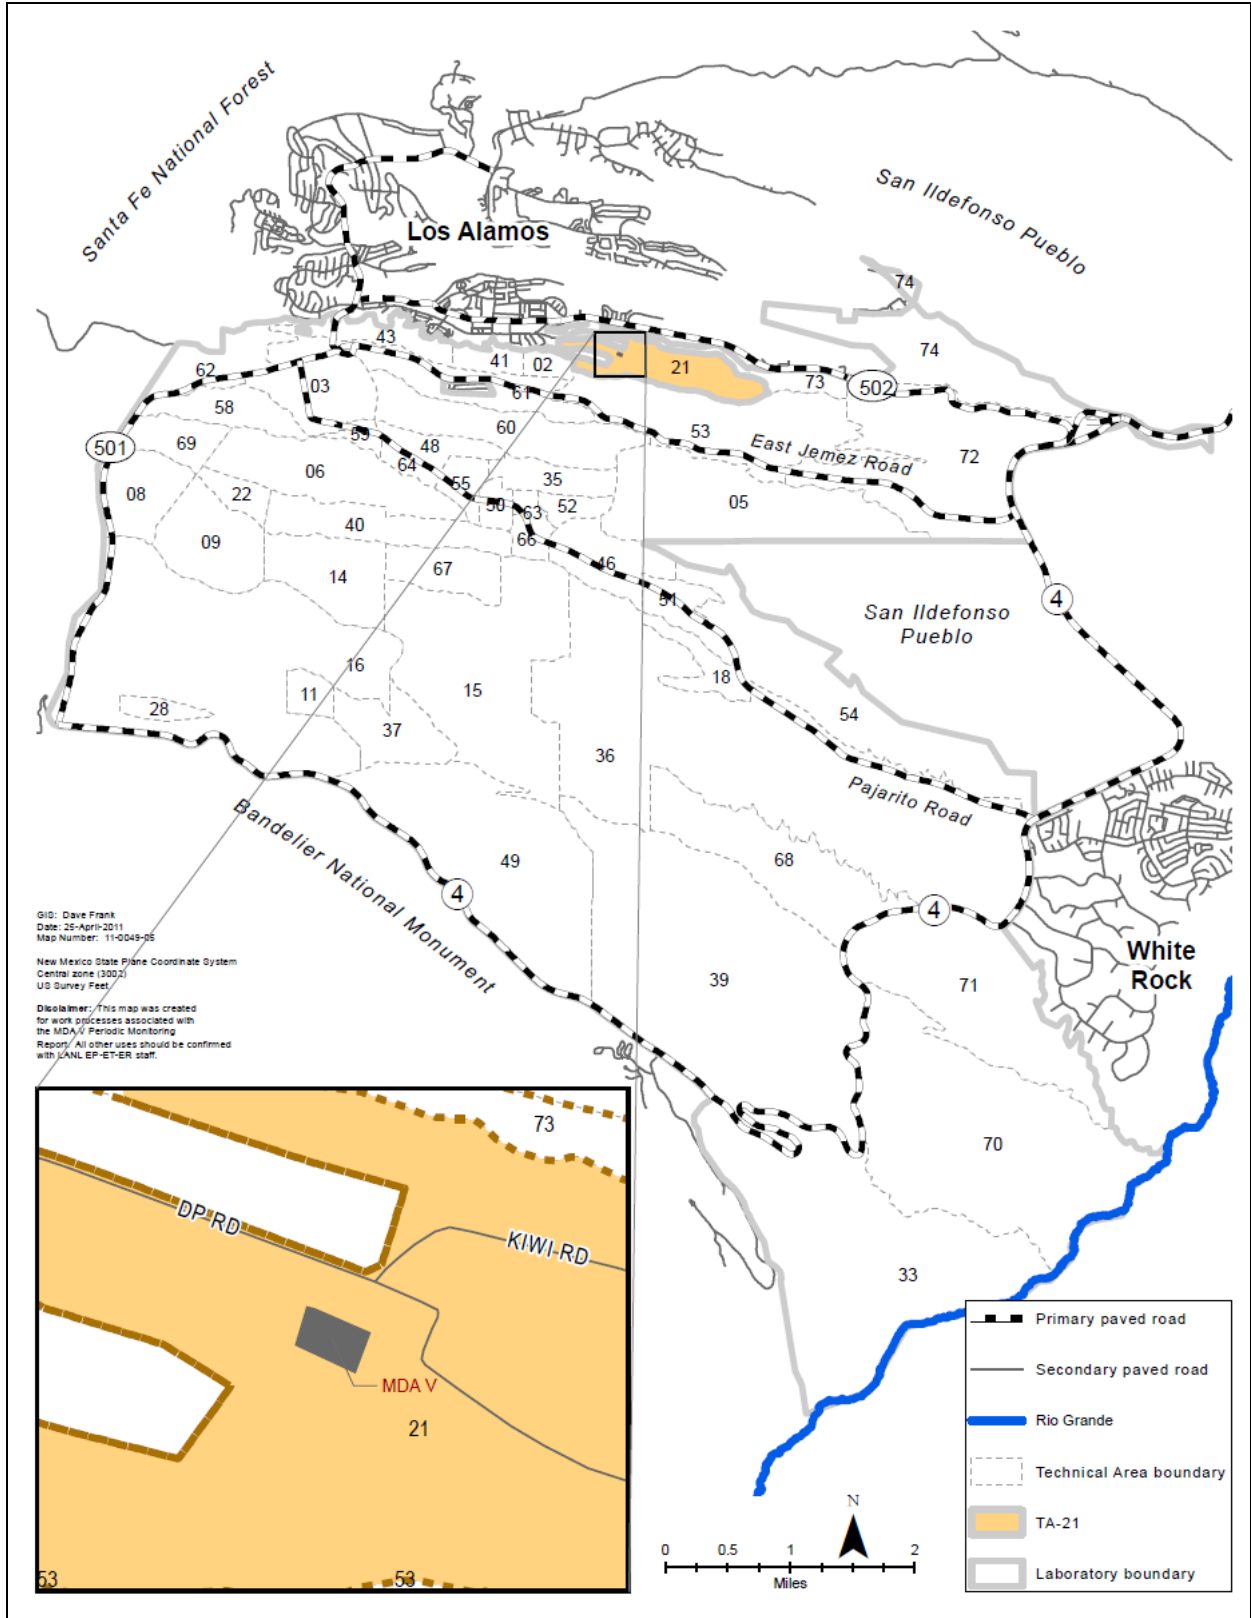 Santa Fe National Forest
San Ildefonso Pueblo
Los Alamos
74
74
43
41
02
21
73
502
62
03
61
58
60
53
501
69
59
48
East Jemez Road
72
64
06
35
08
22
55
50
63
52
05
40
66
09
46
67
14
51
4
San Ildefonso
Pueblo
16
18
11
15
28
54
37
36
Pajarito Road
Bandelier National Monument
49
68
4
4
GIS: Dave Frank
Date: 25-April-2011
Map Number: 11-0049-05
New Mexico State Plane Coordinate System
Central zone (3002)
US Survey Feet
Disclaimer: This map was created
for work processes associated with
the MDA V Periodic Monitoring
Report. All other uses should be confirmed
with LANL EP-ET-ER staff.
White
Rock
39
71
70
33
73
DP RD
KIWI RD
MDA V
21
53
53
Primary paved road
Secondary paved road
Rio Grande
Technical Area boundary
TA-21
Laboratory boundary
N
0 0.5 1 2
Miles